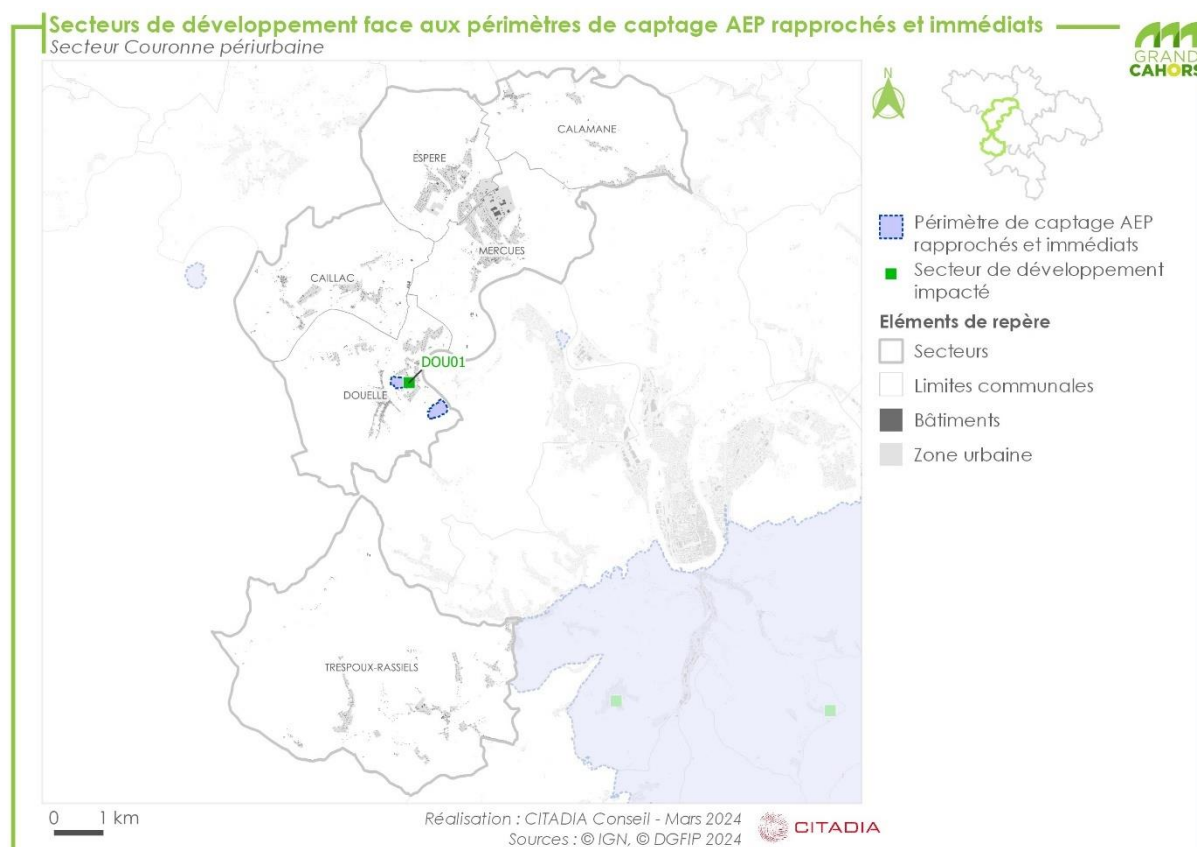 Secteurs de développement face aux périmètres de captage AEP rapprochés et immédiats
Secteur Couronne périurbaine
GRAND
CAHORS
N
CALAMANE
ESPERE
MERCUES
CAILLAC
DOU01
DOUELLE
TRESPOUX-RASSIELS
Périmètre de captage AEP
rapprochés et immédiats
Secteur de développement
impacté
Eléments de repère
Secteurs
Limites communales
Bâtiments
Zone urbaine
0 1 km
Réalisation : CITADIA Conseil - Mars 2024
Sources : © IGN, © DGFIP 2024
CITADIA